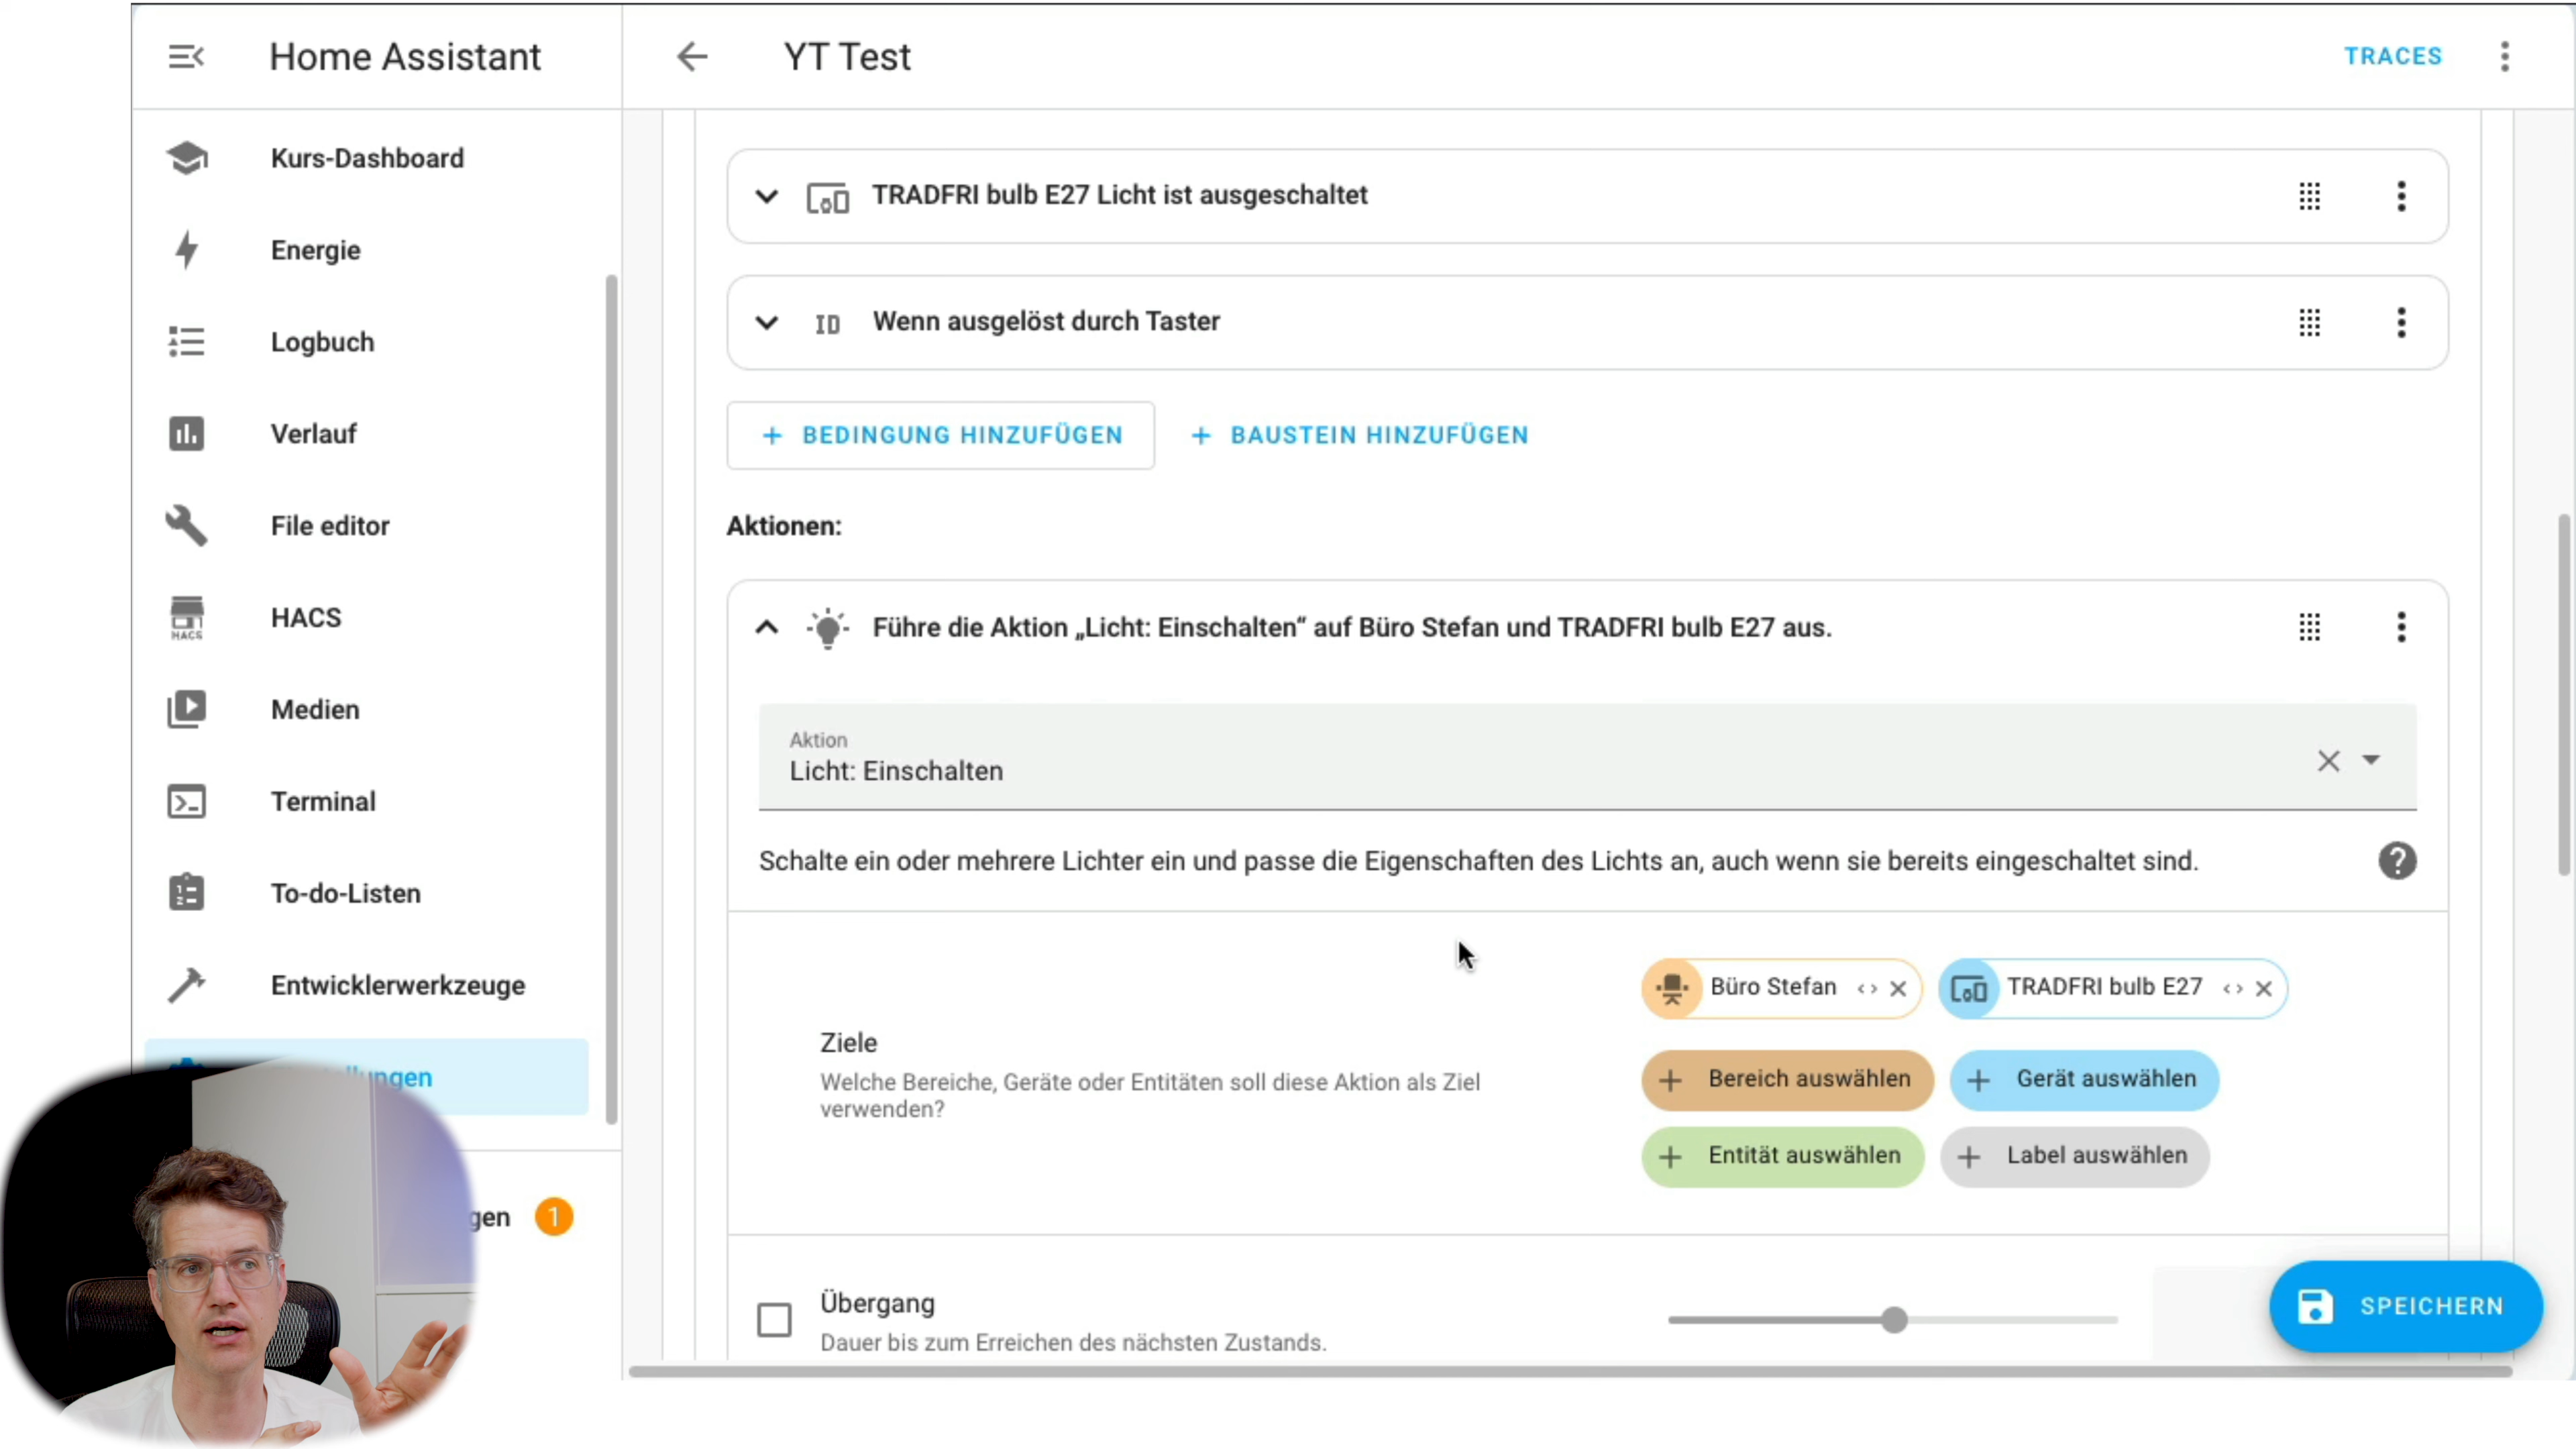 Home Assistant
YT Test
TRACES
Kurs-Dashboard
Energie
Logbuch
Verlauf
File editor
HACS
HACS
Medien
Terminal
To-do-Listen
Entwicklerwerkzeuge
gen 1
TRADFRI bulb E27 Licht ist ausgeschaltet
ID Wenn ausgelöst durch Taster
+ BEDINGUNG HINZUFÜGEN + BAUSTEIN HINZUFÜGEN
Aktionen:
Führe die Aktion „Licht: Einschalten“ auf Büro Stefan und TRADFRI bulb E27 aus.
Aktion
Licht: Einschalten
Schalte ein oder mehrere Lichter ein und passe die Eigenschaften des Lichts an, auch wenn sie bereits eingeschaltet sind.
Ziele
Welche Bereiche, Geräte oder Entitäten soll diese Aktion als Ziel
verwenden?
Büro Stefan TRADFRI bulb E27
+ Bereich auswählen + Gerät auswählen
+ Entität auswählen + Label auswählen
Übergang
Dauer bis zum Erreichen des nächsten Zustands.
SPEICHERN